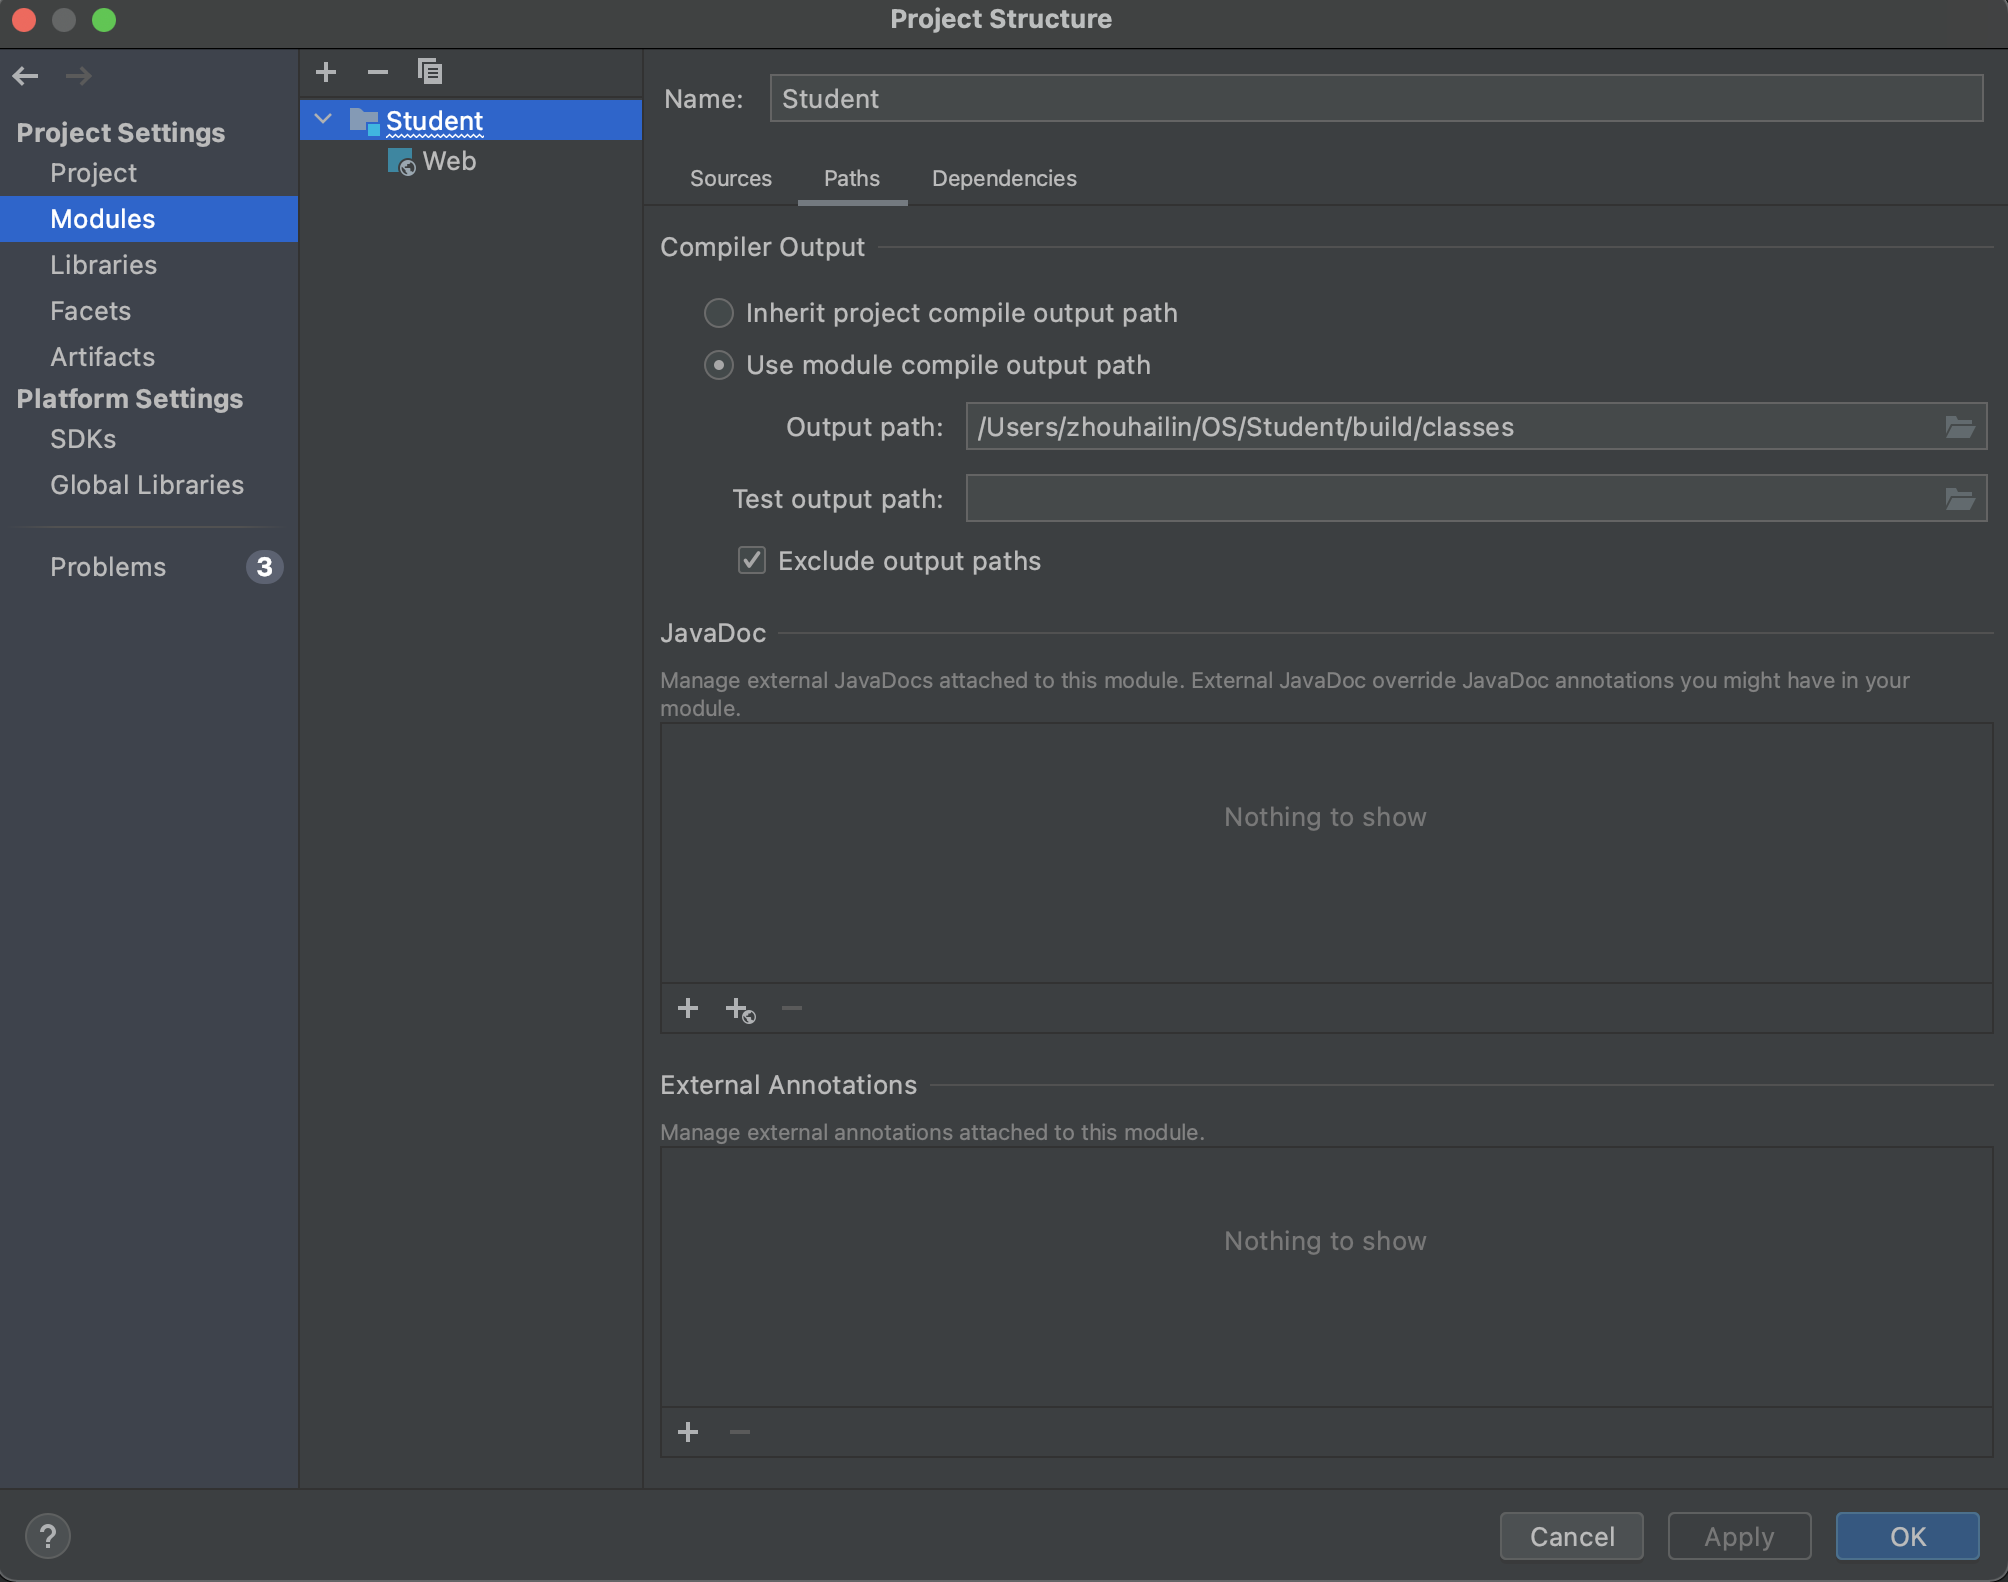 Project Structure
Project Settings
Project
Modules
Libraries
Facets
Artifacts
Platform Settings
SDKs
Global Libraries
Problems 3
Student
Web
Name: Student
Sources Paths Dependencies
Compiler Output
Inherit project compile output path
Use module compile output path
Output path: /Users/zhouhailin/OS/Student/build/classes
Test output path:
Exclude output paths
JavaDoc
Manage external JavaDocs attached to this module. External JavaDoc override JavaDoc annotations you might have in your
module.
Nothing to show
External Annotations
Manage external annotations attached to this module.
Nothing to show
? Cancel Apply OK